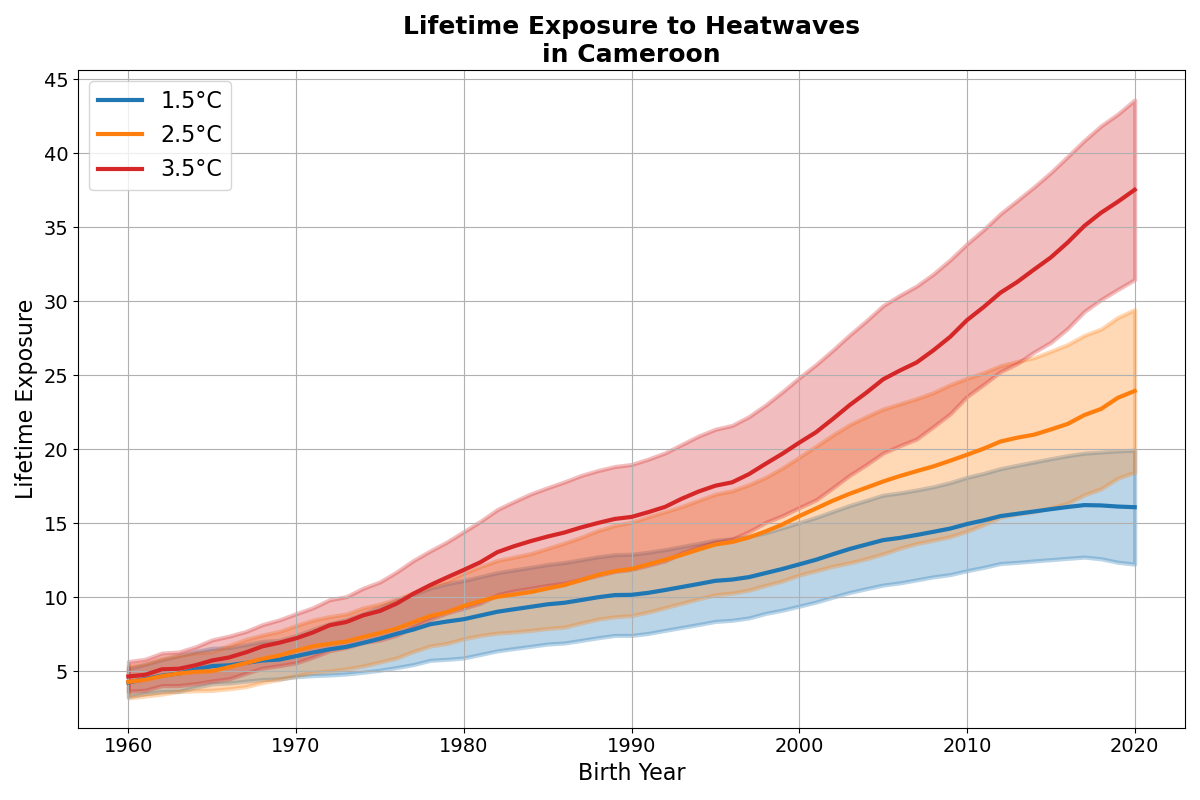 Lifetime Exposure to Heatwaves
in Cameroon
1.5°C
2.5°C
3.5°C
Lifetime Exposure
45
40
35
30
25
20
15
10
5
1960 1970 1980 1990 2000 2010 2020
Birth Year